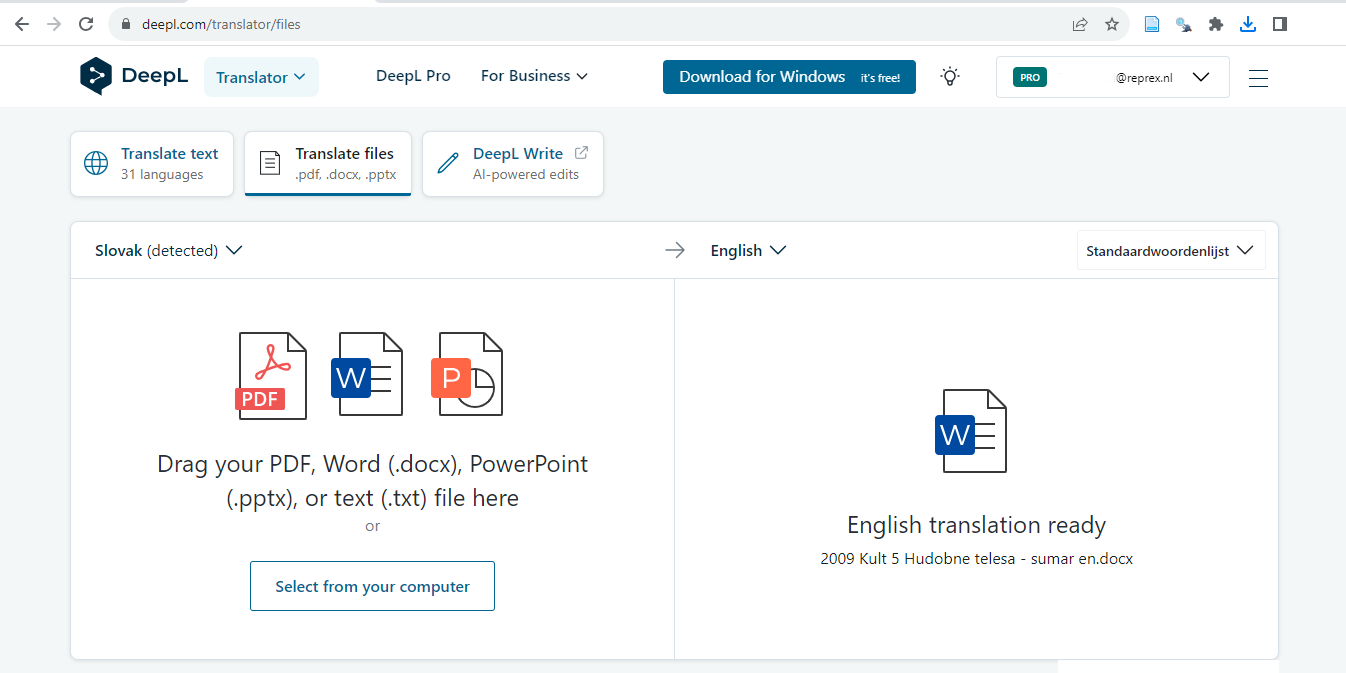 deepl.com/translator/files
DeepL
Translator
DeepL Pro
For Business
Download for Windows it's free!
PRO
@reprex.nl
Translate text
31 languages
Translate files
.pdf, .docx, .pptx
DeepL Write
AI-powered edits
Slovak (detected)
English
Standaardwoordenlijst
PDF
W
P
Drag your PDF, Word (.docx), PowerPoint
(.pptx), or text (.txt) file here
or
Select from your computer
W
English translation ready
2009 Kult 5 Hudobne telesa - sumar en.docx